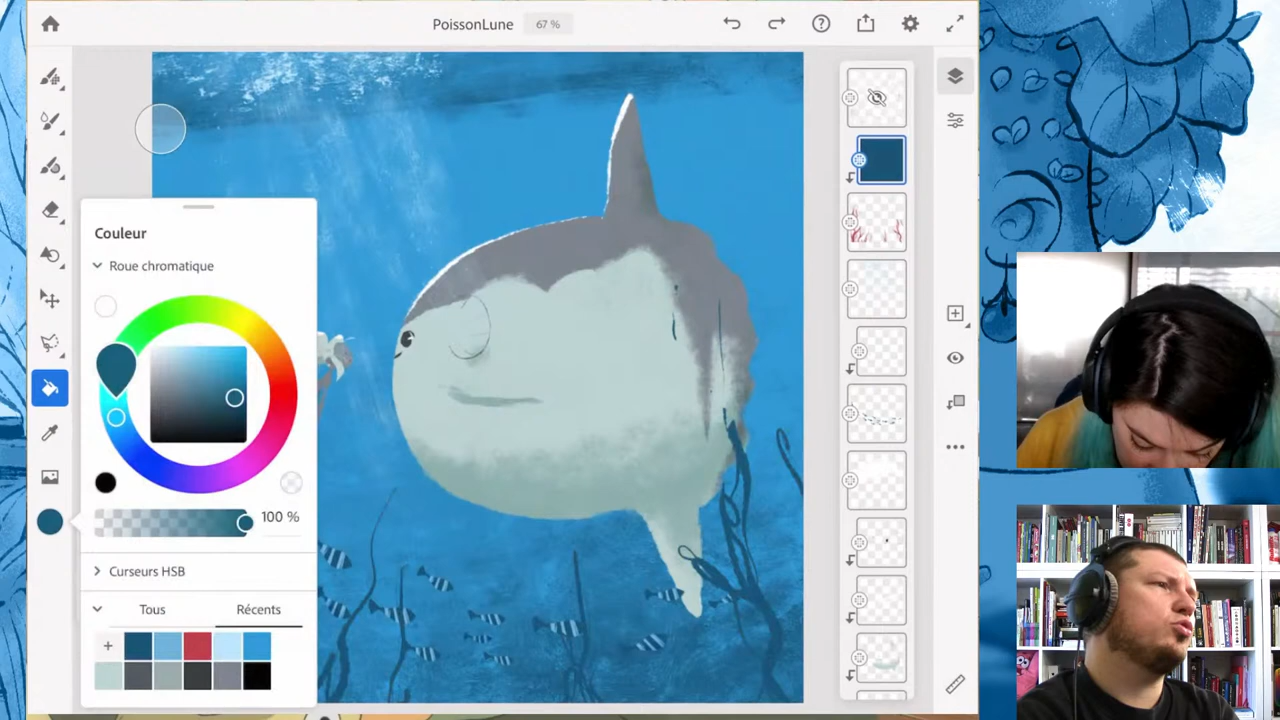 PoissonLune 67 %
Couleur
Roue chromatique
100 %
Curseurs HSB
Tous Récents